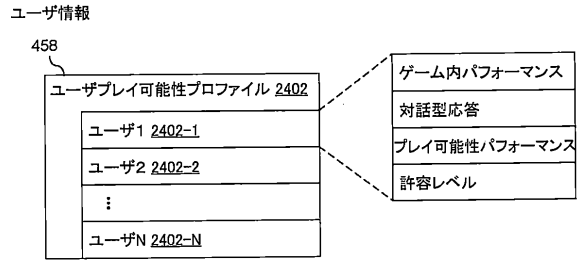 ユーザ情報
458
ユーザプレイ可能性プロファイル 2402
ユーザ1 2402-1
ユーザ2 2402-2
⋮
ユーザN 2402-N
ゲーム内パフォーマンス
対話型応答
プレイ可能性パフォーマンス
許容レベル